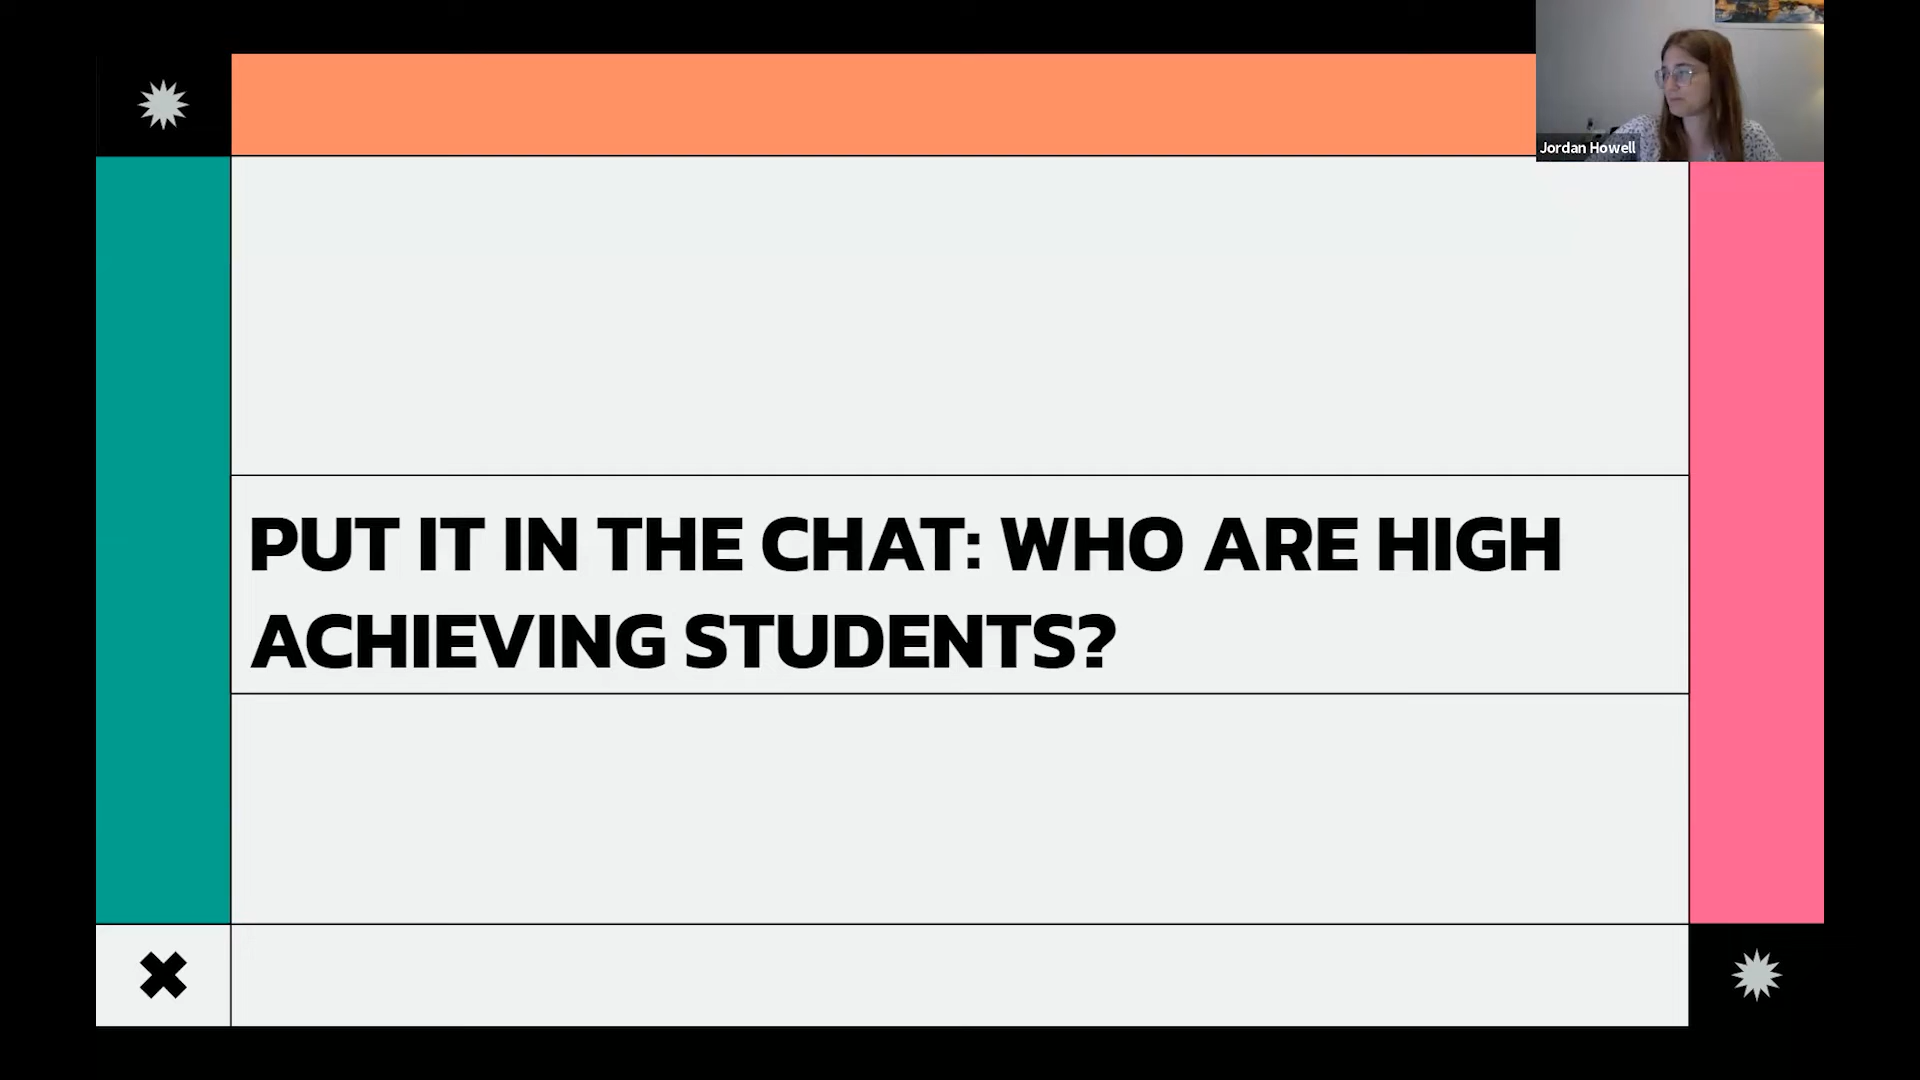 Jordan Howell
PUT IT IN THE CHAT: WHO ARE HIGH
ACHIEVING STUDENTS?